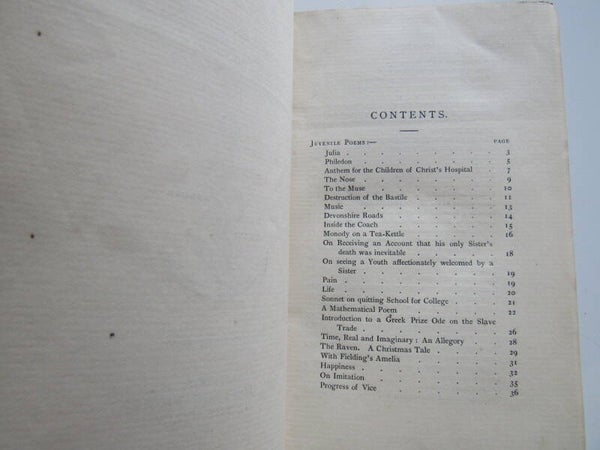 CONTENTS.
JUVENILE POEMS:— PAGE
Julia . . . . . . . . 3
Philedon . . . . . . . 5
Anthem for the Children of Christ's Hospital . 7
The Nose . . . . . . . 9
To the Muse . . . . . . 10
Destruction of the Bastile . . . . 11
Music . . . . . . . 13
Devonshire Roads . . . . . 14
Inside the Coach . . . . . 15
Monody on a Tea-Kettle . . . . 16
On Receiving an Account that his only Sister's
death was inevitable . . . . 18
On seeing a Youth affectionately welcomed by a
Sister . . . . . . . 19
Pain . . . . . . . 19
Life . . . . . . . 20
Sonnet on quitting School for College . . 21
A Mathematical Poem . . . . 22
Introduction to a Greek Prize Ode on the Slave
Trade . . . . . . . 26
Time, Real and Imaginary: An Allegory . 28
The Raven. A Christmas Tale . . . 29
With Fielding's Amelia . . . . 31
Happiness . . . . . . 32
On Imitation . . . . . . 35
Progress of Vice . . . . . 36